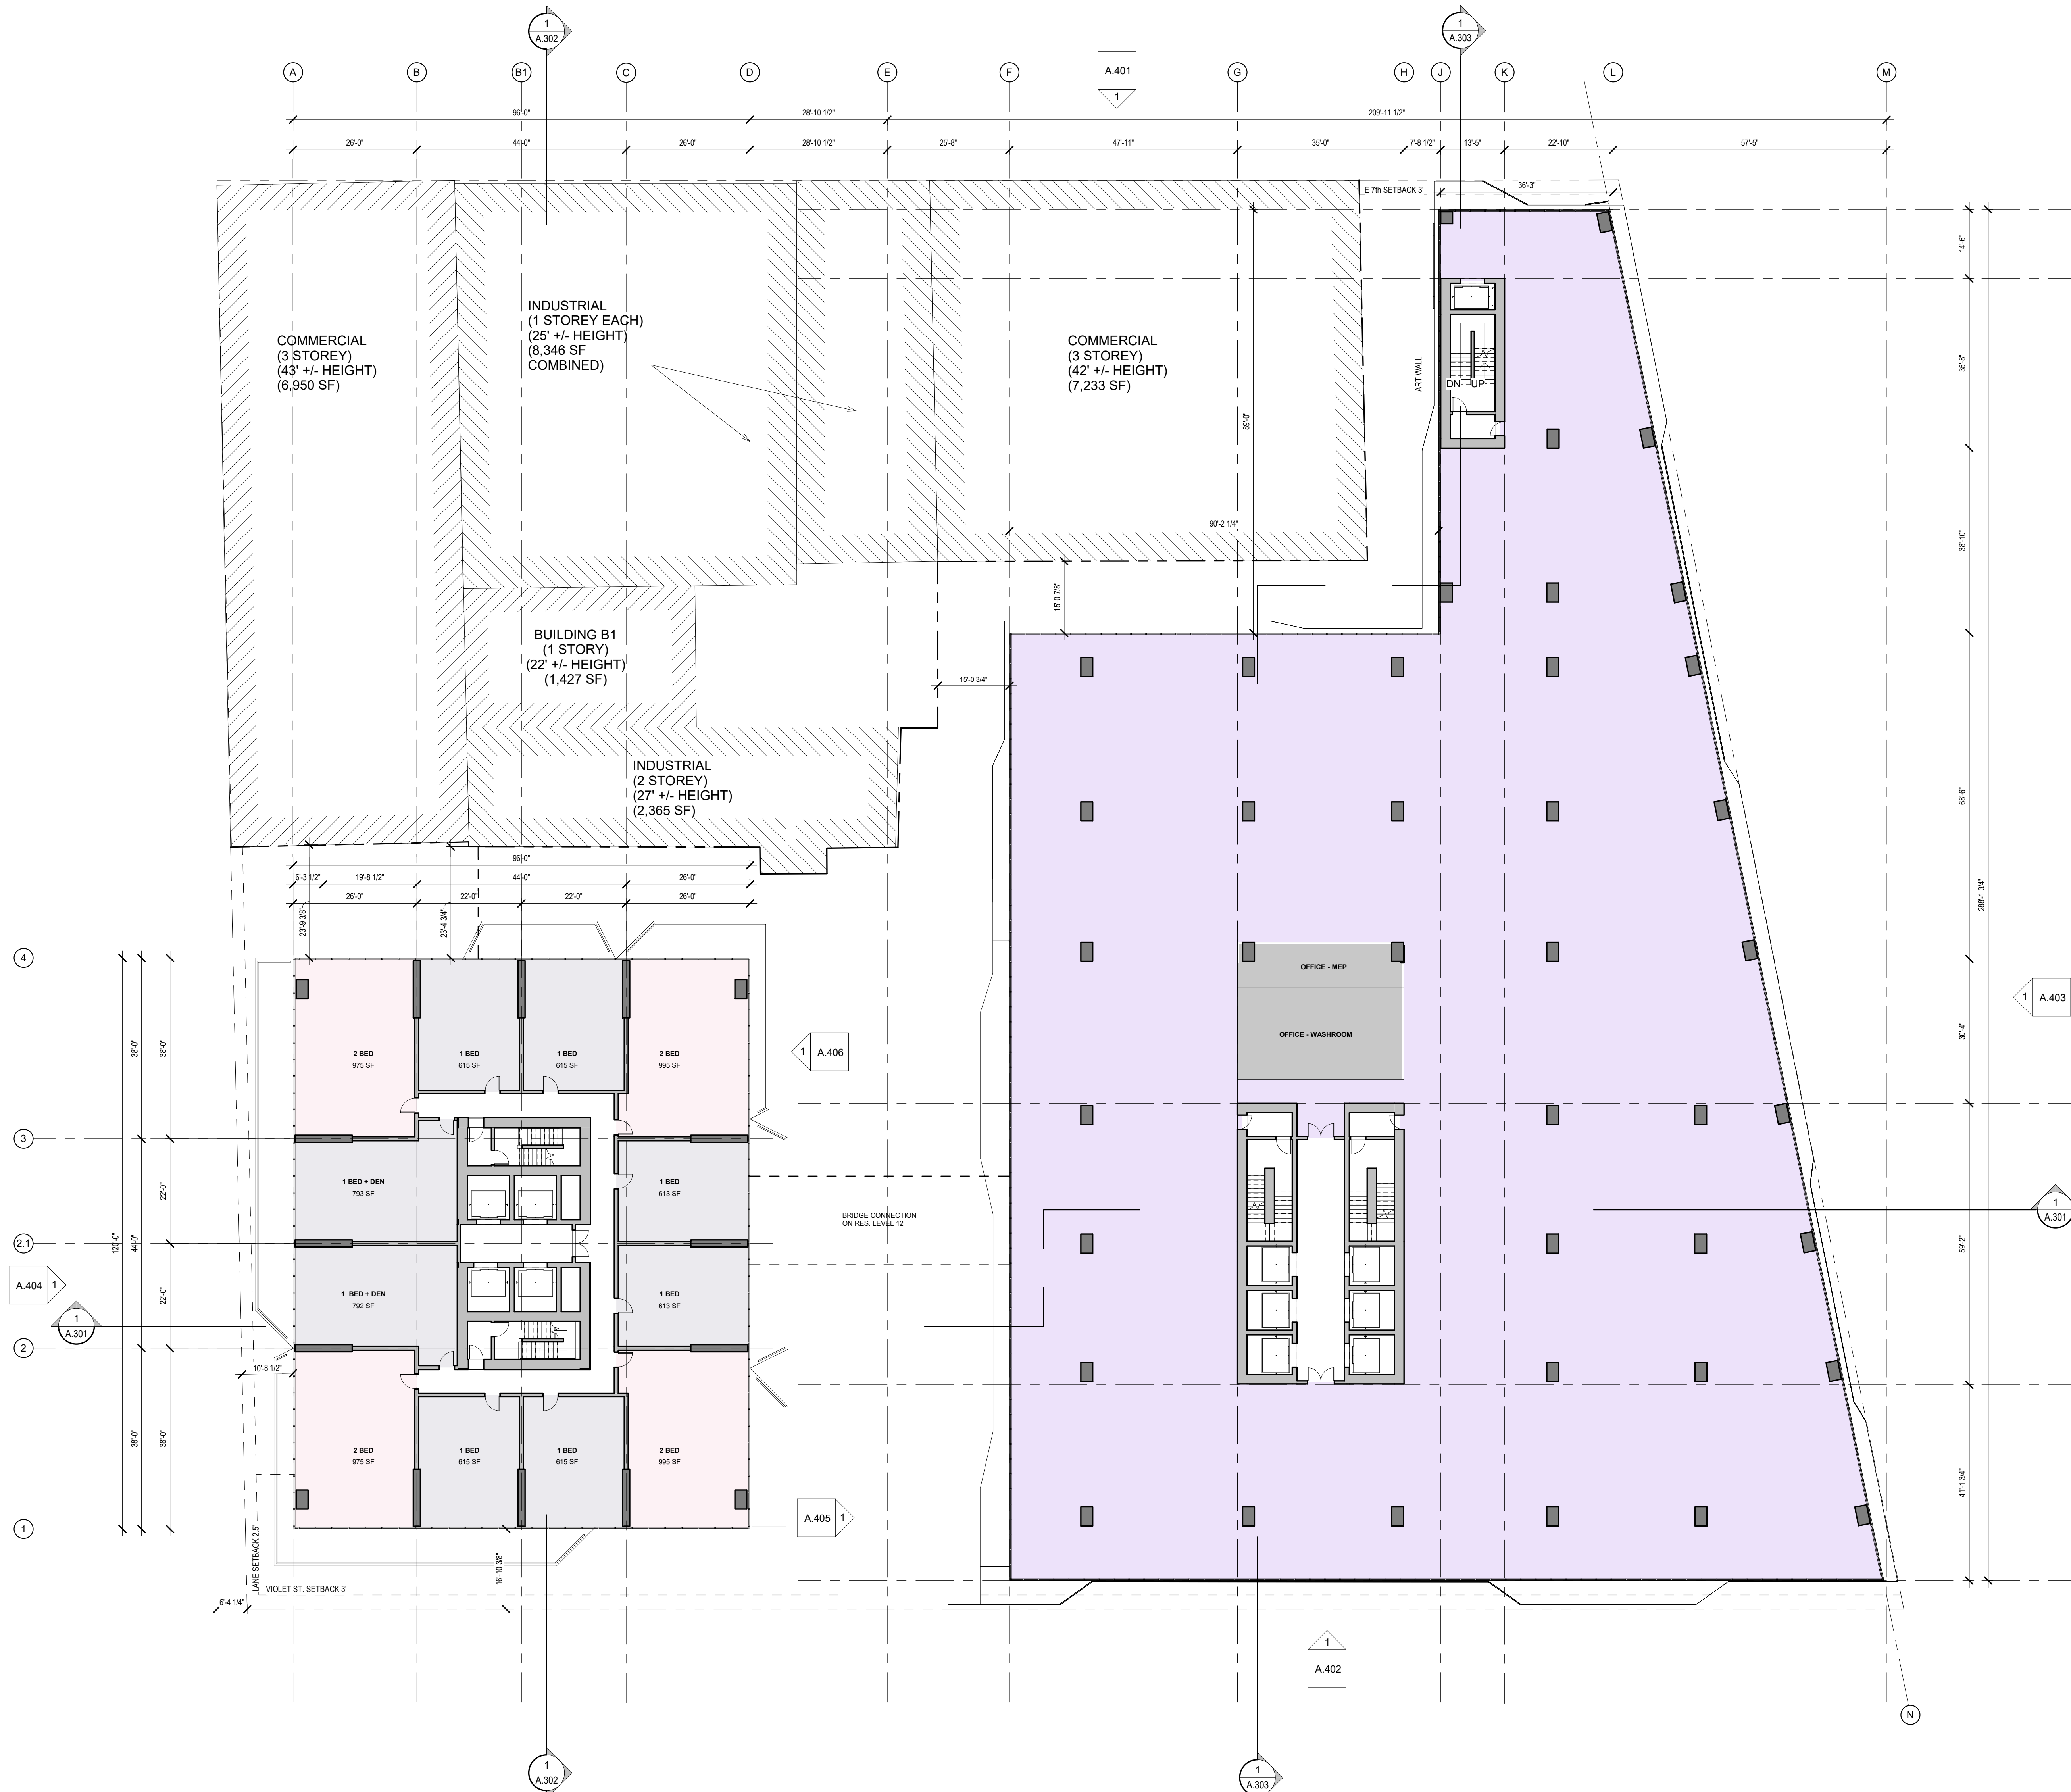 1
A.302
1
A.303
A.401
1
A
B
B1
C
D
E
F
G
H
J
K
L
M
96'-0"
28'-10 1/2"
209'-11 1/2"
26'-0"
44'-0"
26'-0"
28'-10 1/2"
25'-8"
47'-11"
35'-0"
7'-8 1/2"
13'-5"
22'-10"
57'-5"
E 7th SETBACK 3'
36'-3"
14'-6"
35'-8"
38'-10"
68'-6"
288'-1 3/4"
30'-4"
59'-2"
41'-1 3/4"
COMMERCIAL
(3 STOREY)
(43' +/- HEIGHT)
(6,950 SF)
INDUSTRIAL
(1 STOREY EACH)
(25' +/- HEIGHT)
(8,346 SF
COMBINED)
COMMERCIAL
(3 STOREY)
(42' +/- HEIGHT)
(7,233 SF)
ART WALL
DN
UP
89'-0"
90'-2 1/4"
15'-0 7/8"
15'-0 3/4"
BUILDING B1
(1 STORY)
(22' +/- HEIGHT)
(1,427 SF)
INDUSTRIAL
(2 STOREY)
(27' +/- HEIGHT)
(2,365 SF)
96'-0"
6'-3 1/2"
19'-8 1/2"
44'-0"
26'-0"
26'-0"
22'-0"
22'-0"
26'-0"
23'-9 3/8"
23'-4 3/4"
4
3
2.1
2
1
120'-0"
38'-0"
44'-0"
38'-0"
38'-0"
22'-0"
22'-0"
38'-0"
2 BED
975 SF
1 BED
615 SF
1 BED
615 SF
2 BED
995 SF
1 BED + DEN
793 SF
1 BED
613 SF
1 BED + DEN
792 SF
1 BED
613 SF
2 BED
975 SF
1 BED
615 SF
1 BED
615 SF
2 BED
995 SF
1
A.406
A.405
1
A.404
1
1
A.301
1
A.403
1
A.301
OFFICE - MEP
OFFICE - WASHROOM
BRIDGE CONNECTION
ON RES. LEVEL 12
10'-8 1/2"
LANE SETBACK 2.5'
VIOLET ST. SETBACK 3'
6'-4 1/4"
16'-10 3/8"
1
A.402
N
1
A.302
1
A.303